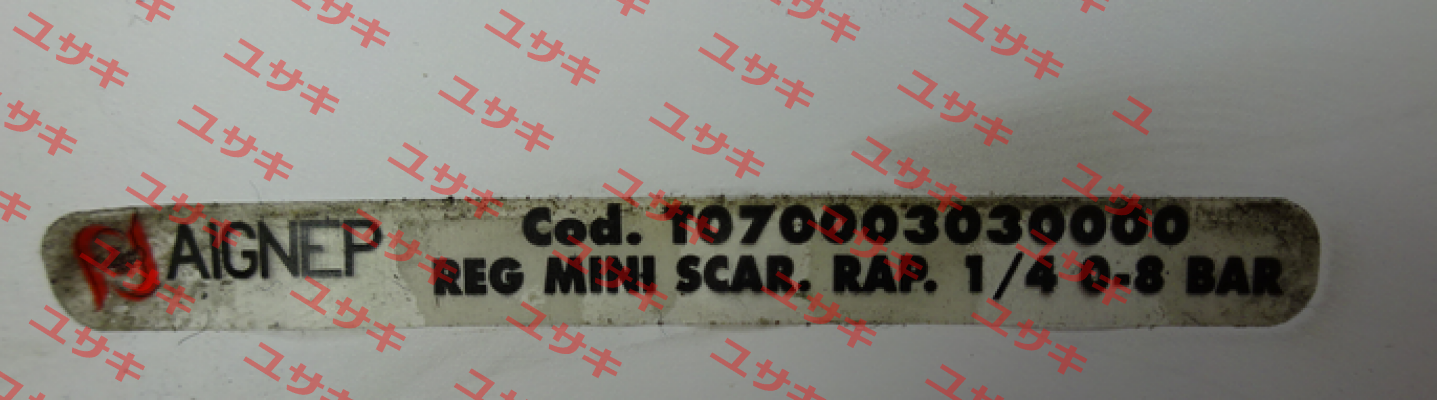 AiGNEP
Cod. T070003030000
REG MINI SCAR. RAP. 1/4 0-8 BAR
ユサキ